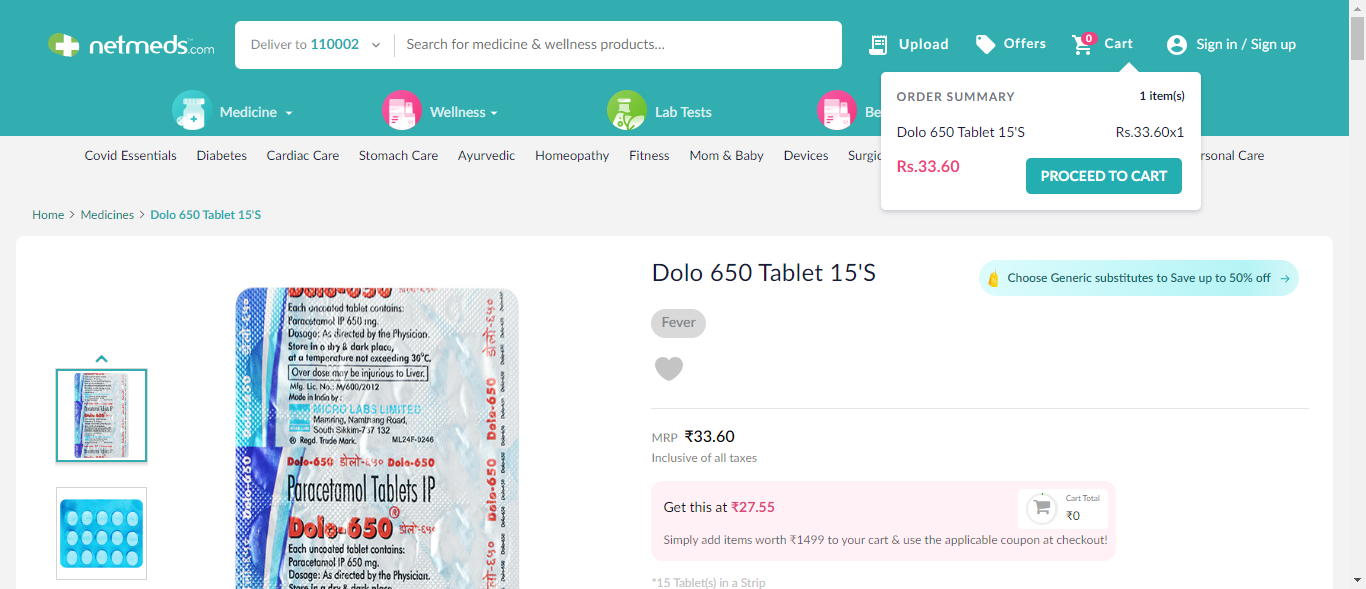 netmeds.com
Deliver to 110002
Search for medicine & wellness products...
Upload
Offers
0
Cart
Sign in / Sign up
Medicine
Wellness
Lab Tests
Be
ORDER SUMMARY
1 item(s)
Dolo 650 Tablet 15'S
Rs.33.60x1
Rs.33.60
PROCEED TO CART
Covid Essentials
Diabetes
Cardiac Care
Stomach Care
Ayurvedic
Homeopathy
Fitness
Mom & Baby
Devices
Surgic
rsonal Care
Home > Medicines > Dolo 650 Tablet 15'S
Dolo-650
Each uncoated tablet contains:
Paracetamol IP 650 mg.
Dosage: As directed by the Physician.
Store in a dry & dark place,
at a temperature not exceeding 30°C.
Over dose may be injurious to Liver.
Mfg. Lic. No.: M/600/2012
Made in India by :
MICRO LABS LIMITED
Mamring, Namthang Road,
South Sikkim-737 132
® Regd. Trade Mark.
ML24F-0246
Dolo-650 डोलो-६५० Dolo-650
Paracetamol Tablets IP
Dolo-650® डोलो-६५०
Each uncoated tablet contains:
Paracetamol IP 650 mg.
Dosage: As directed by the Physician.
Store in a dry & dark place,
Dolo 650 Tablet 15'S
Choose Generic substitutes to Save up to 50% off →
Fever
MRP ₹33.60
Inclusive of all taxes
Get this at ₹27.55
Cart Total
₹0
Simply add items worth ₹1499 to your cart & use the applicable coupon at checkout!
*15 Tablet(s) in a Strip